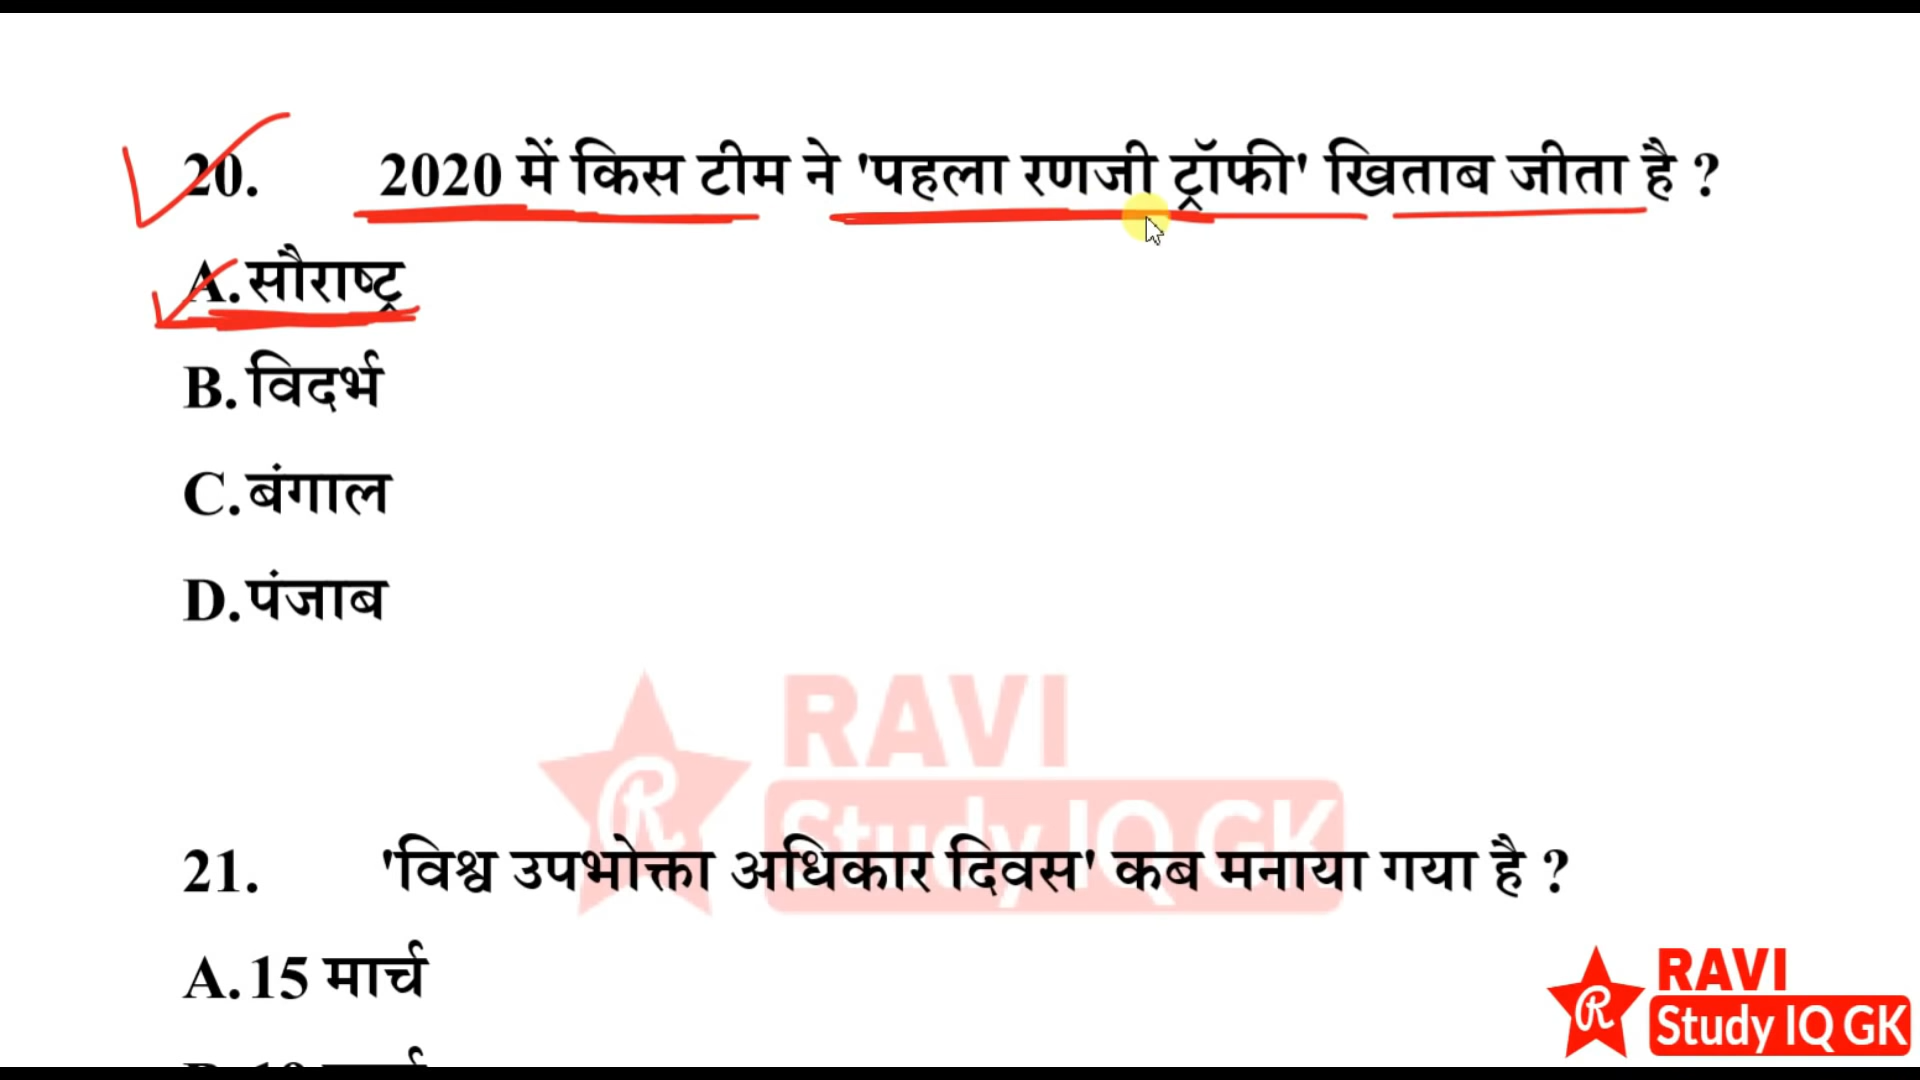 20. 2020 में किस टीम ने 'पहला रणजी ट्रॉफी' खिताब जीता है ?
A. सौराष्ट्र
B. विदर्भ
C. बंगाल
D. पंजाब
RAVI
Study IQ GK
21. 'विश्व उपभोक्ता अधिकार दिवस' कब मनाया गया है ?
A. 15 मार्च
RAVI
Study IQ GK